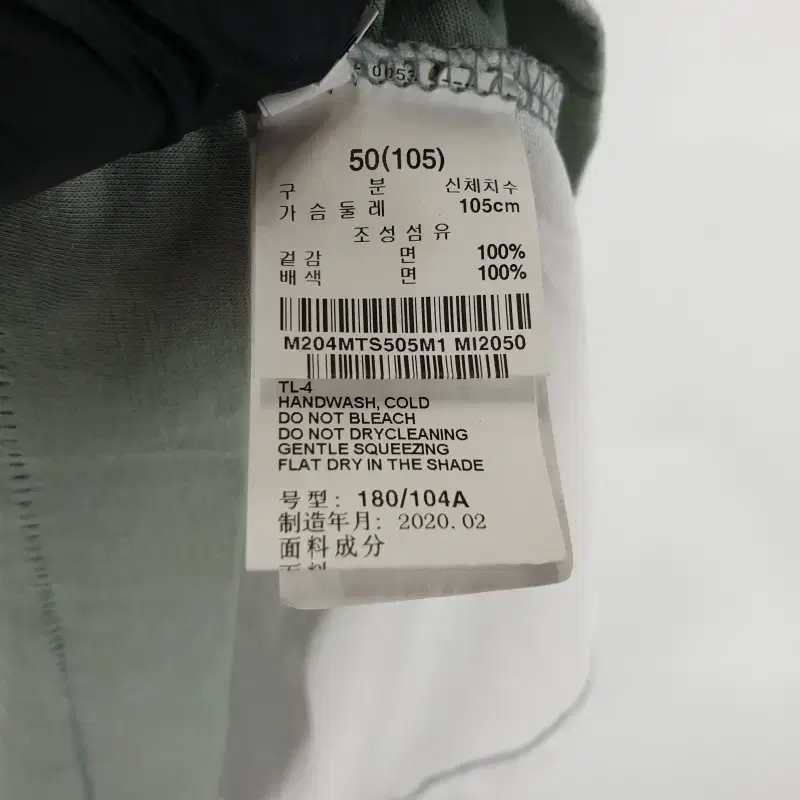 0053
50(105)
구 분 신체치수
가슴둘레 105cm
조성섬유
겉감 면 100%
배색 면 100%
M204MTS505M1 MI2050
TL-4
HANDWASH, COLD
DO NOT BLEACH
DO NOT DRYCLEANING
GENTLE SQUEEZING
FLAT DRY IN THE SHADE
号型: 180/104A
制造年月: 2020.02
面料成分